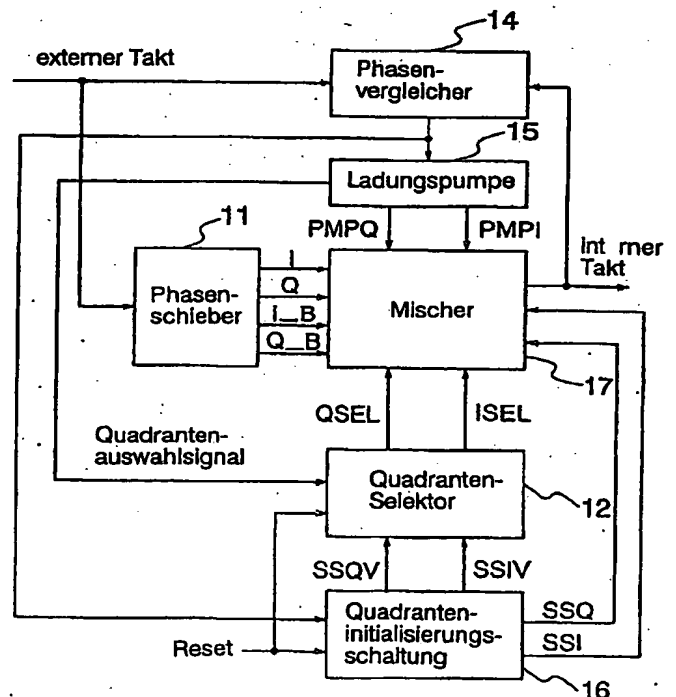 14
externer Takt
Phasen-
vergleicher
15
Ladungspumpe
11
PMPQ
PMPI
Int rner
Takt
Phasen-
schieber
I
Q
I_B
Q_B
Mischer
17
QSEL
ISEL
Quadranten-
auswahlsignal
Quadranten-
Selektor
12
SSQV
SSIV
Quadranten-
initialisierungs-
schaltung
SSQ
SSI
Reset
16